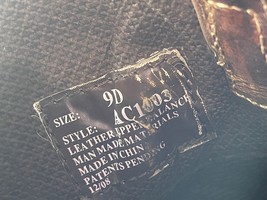 SIZE: 9D
STYLE: AC1003
LEATHER UPPER BALANCE
MAN MADE MATERIALS
MADE IN CHIN
PATENTS PENDING
12/08